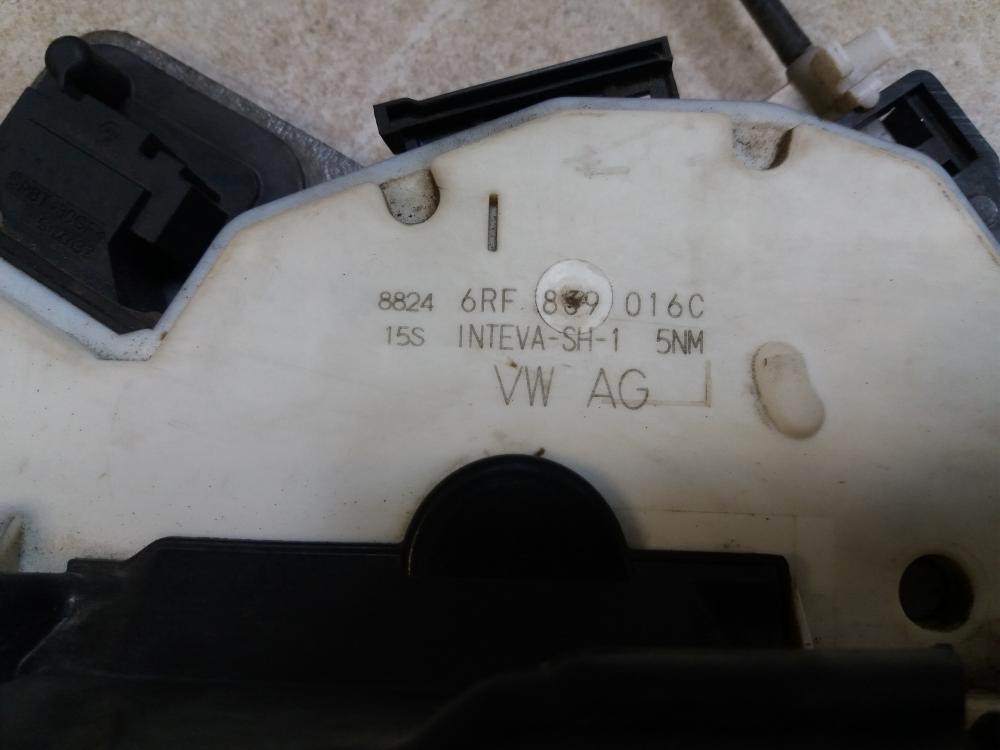 8824 6RF 839 016C
15S INTEVA-SH-1 5NM
VW AG